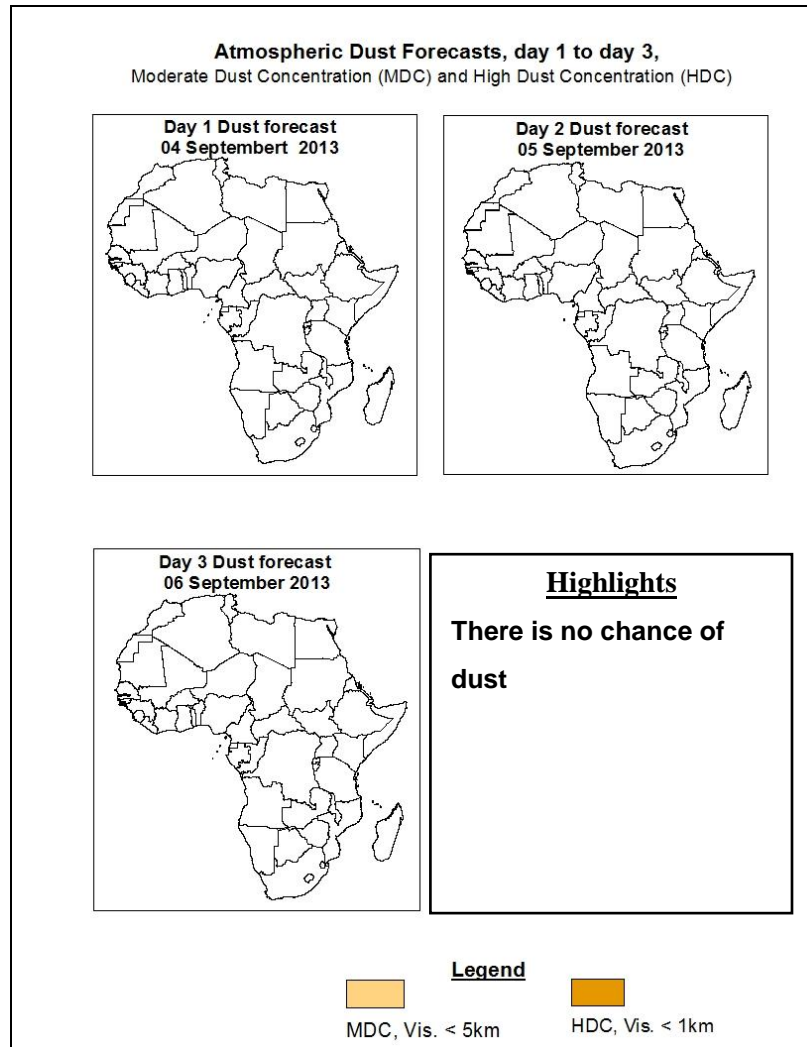 Atmospheric Dust Forecasts, day 1 to day 3,
Moderate Dust Concentration (MDC) and High Dust Concentration (HDC)
Day 1 Dust forecast
04 Septembert 2013
Day 2 Dust forecast
05 September 2013
Day 3 Dust forecast
06 September 2013
Highlights
There is no chance of
dust
Legend
MDC, Vis. < 5km
HDC, Vis. < 1km